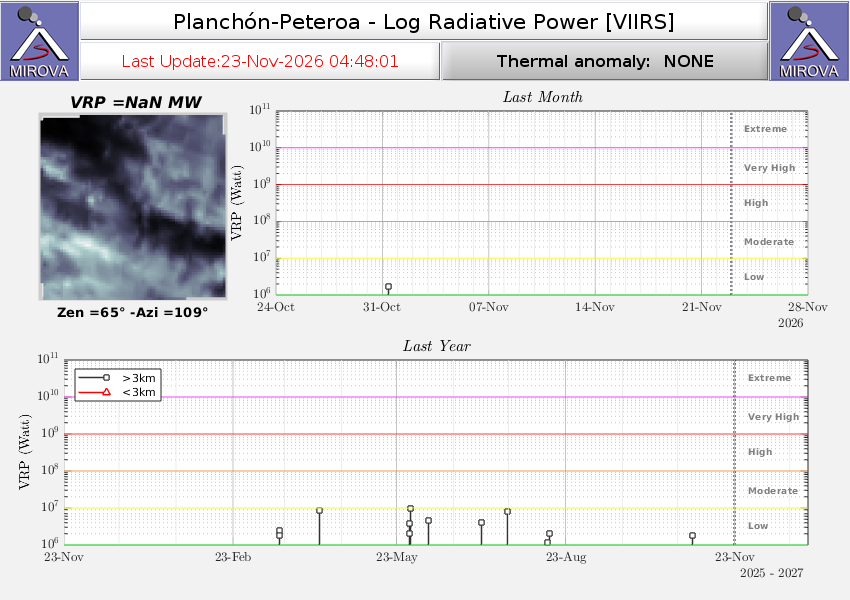 Planchón-Peteroa - Log Radiative Power [VIIRS]
MIROVA
Last Update:23-Nov-2026 04:48:01
Thermal anomaly: NONE
MIROVA
VRP =NaN MW
Zen =65° -Azi =109°
Last Month
VRP (Watt)
10¹¹
10¹⁰
10⁹
10⁸
10⁷
10⁶
Extreme
Very High
High
Moderate
Low
24-Oct 31-Oct 07-Nov 14-Nov 21-Nov 28-Nov
2026
Last Year
VRP (Watt)
10¹¹
10¹⁰
10⁹
10⁸
10⁷
10⁶
>3km
<3km
Extreme
Very High
High
Moderate
Low
23-Nov 23-Feb 23-May 23-Aug 23-Nov
2025 - 2027